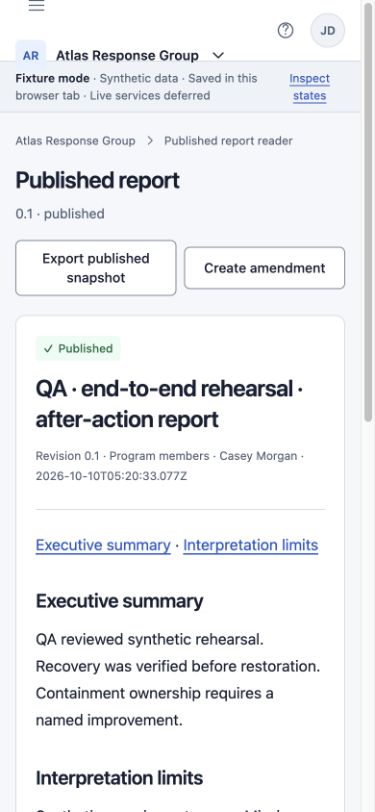 JD
AR Atlas Response Group
Fixture mode · Synthetic data · Saved in this
browser tab · Live services deferred
Inspect
states
Atlas Response Group > Published report reader
Published report
0.1 · published
Export published
snapshot
Create amendment
✓ Published
QA · end-to-end rehearsal ·
after-action report
Revision 0.1 · Program members · Casey Morgan ·
2026-10-10T05:20:33.077Z
Executive summary · Interpretation limits
Executive summary
QA reviewed synthetic rehearsal.
Recovery was verified before restoration.
Containment ownership requires a
named improvement.
Interpretation limits